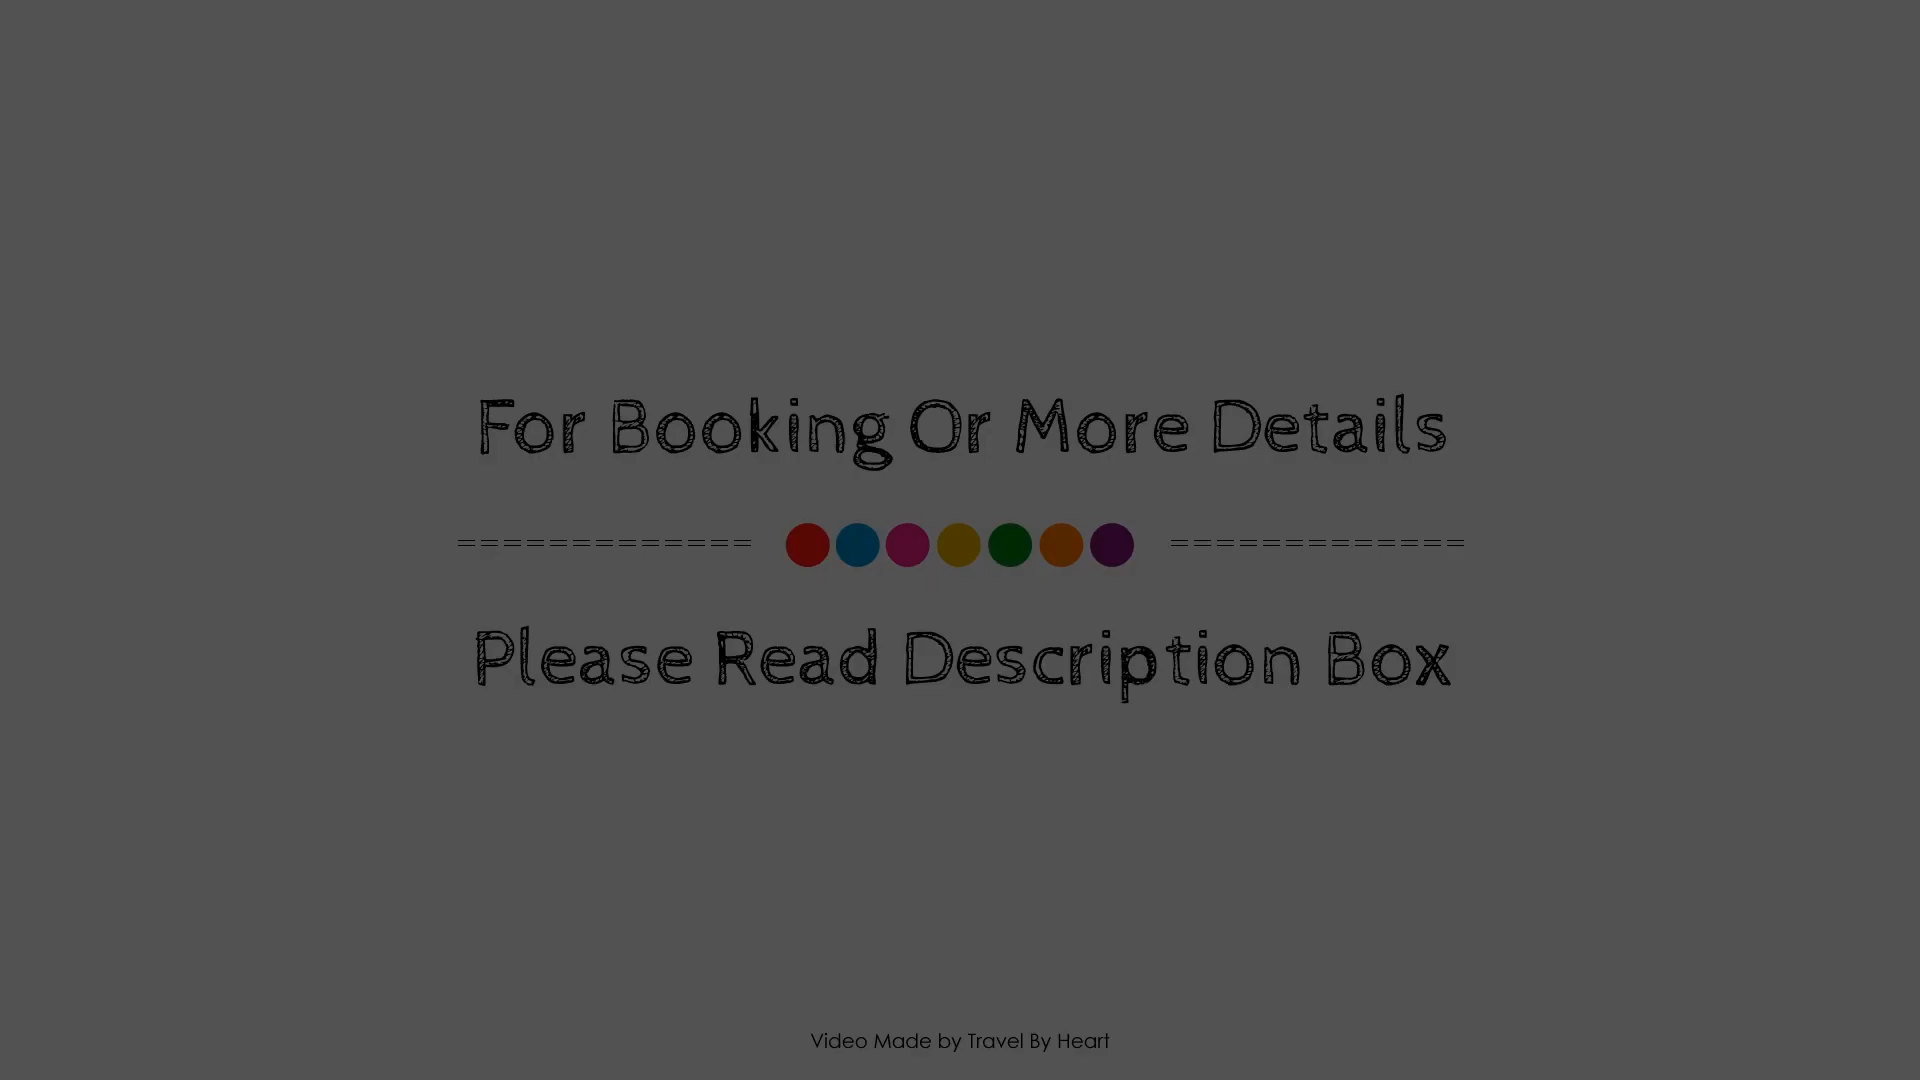 For Booking Or More Details
============= =============
Please Read Description Box
Video Made by Travel By Heart